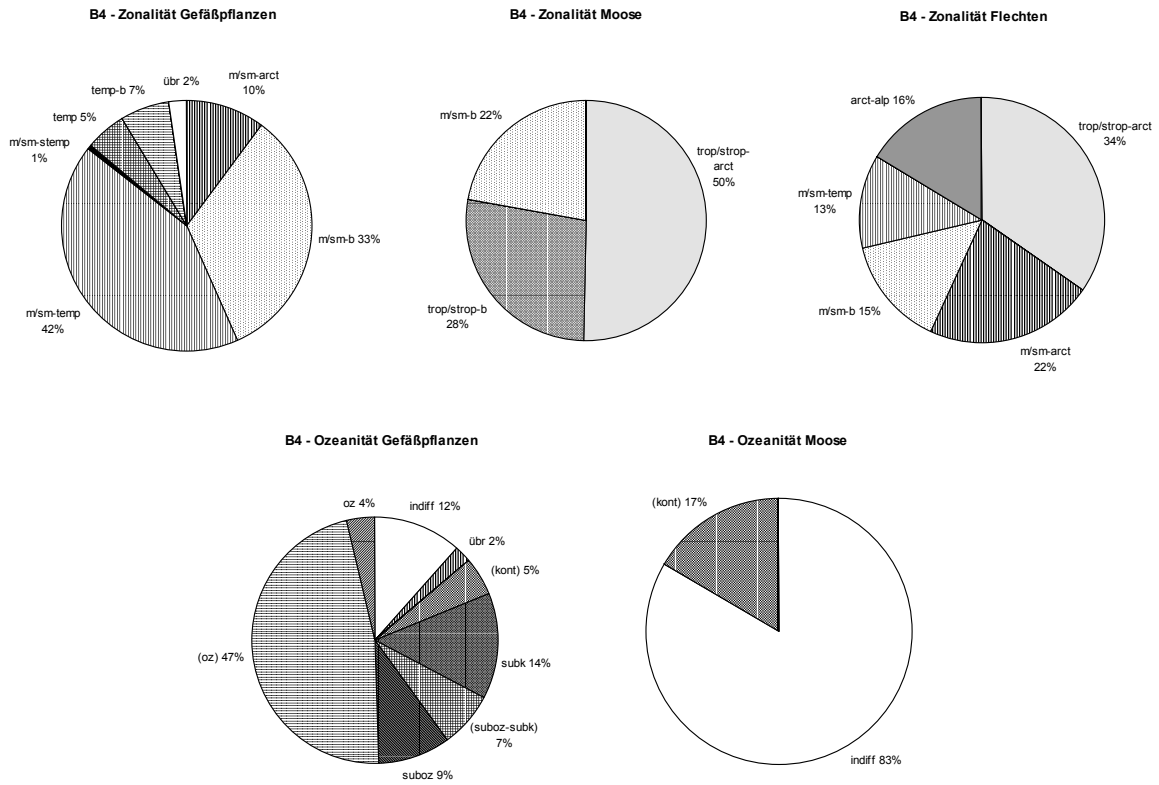 B4 - Zonalität Gefäßpflanzen
übr 2%
m/sm-arct
10%
temp-b 7%
temp 5%
m/sm-stemp
1%
m/sm-b 33%
m/sm-temp
42%
B4 - Zonalität Moose
m/sm-b 22%
trop/strop-
arct
50%
trop/strop-b
28%
B4 - Zonalität Flechten
arct-alp 16%
trop/strop-arct
34%
m/sm-temp
13%
m/sm-b 15%
m/sm-arct
22%
B4 - Ozeanität Gefäßpflanzen
oz 4%
indiff 12%
übr 2%
(kont) 5%
(oz) 47%
subk 14%
(suboz-subk)
7%
suboz 9%
B4 - Ozeanität Moose
(kont) 17%
indiff 83%